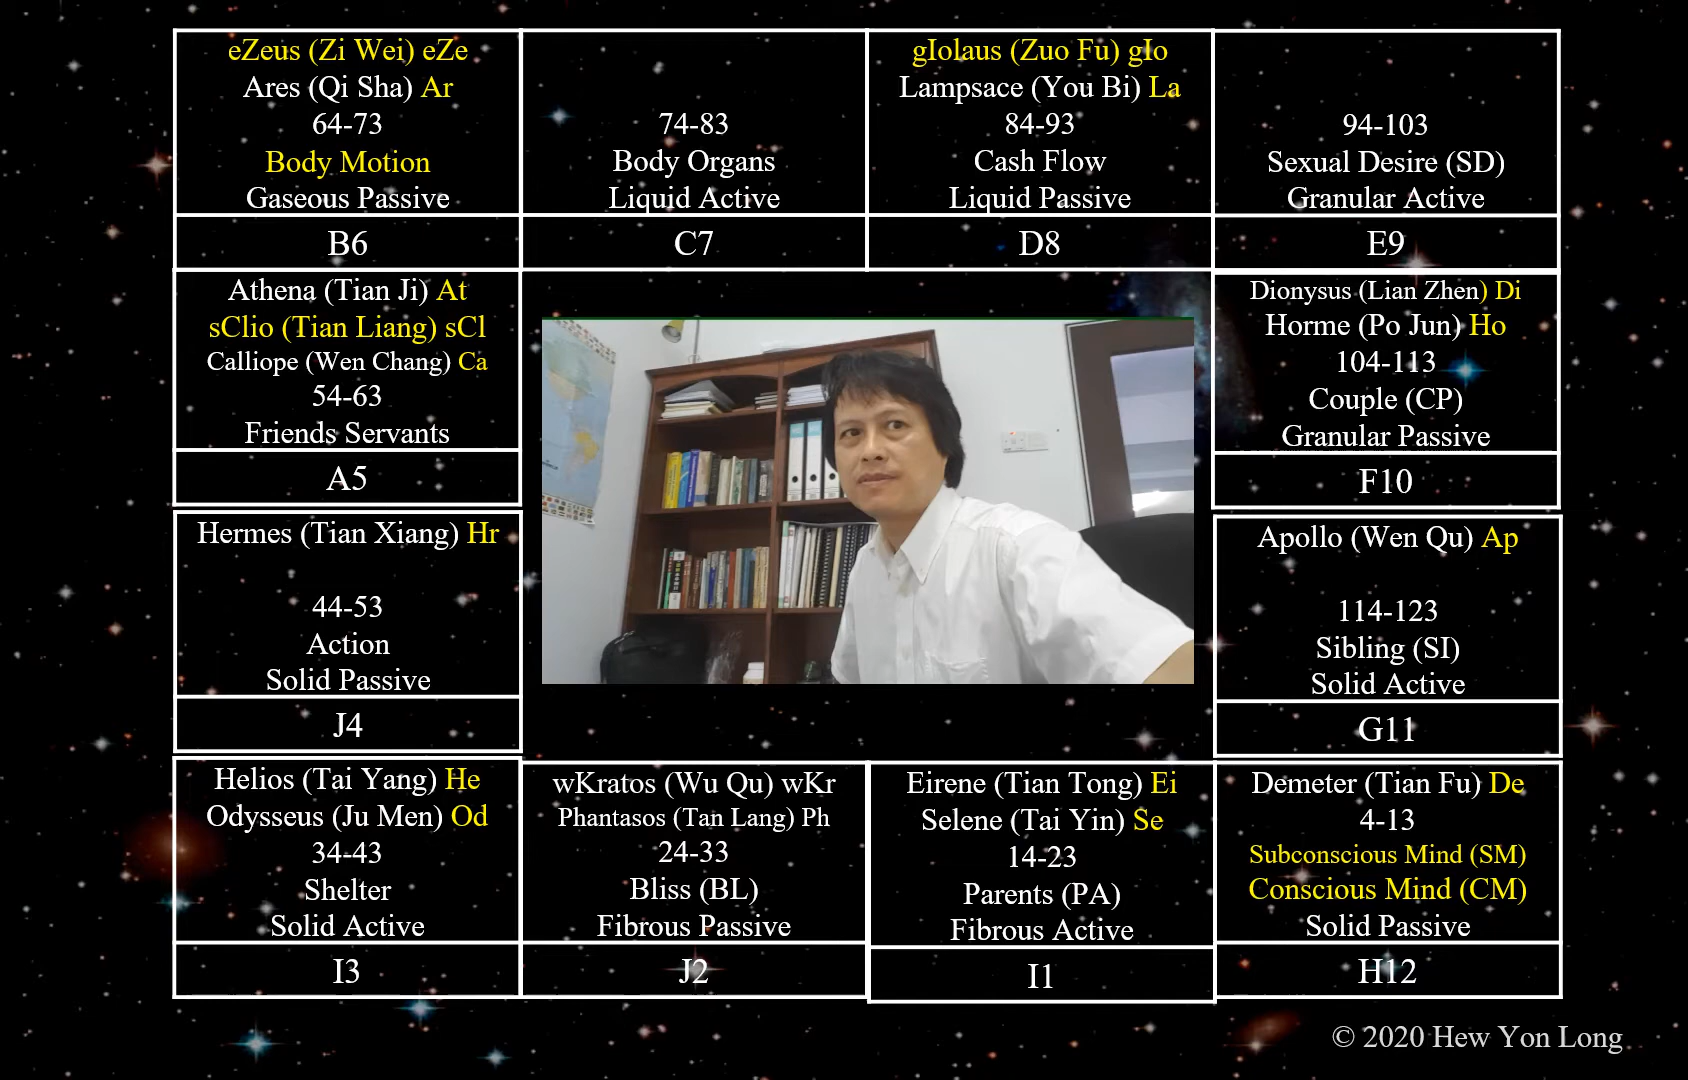 eZeus (Zi Wei) eZe
Ares (Qi Sha) Ar
64-73
Body Motion
Gaseous Passive
B6
74-83
Body Organs
Liquid Active
C7
gIolaus (Zuo Fu) gIo
Lampsace (You Bi) La
84-93
Cash Flow
Liquid Passive
D8
94-103
Sexual Desire (SD)
Granular Active
E9
Athena (Tian Ji) At
sClio (Tian Liang) sCl
Calliope (Wen Chang) Ca
54-63
Friends Servants
A5
Dionysus (Lian Zhen) Di
Horme (Po Jun) Ho
104-113
Couple (CP)
Granular Passive
F10
Hermes (Tian Xiang) Hr
44-53
Action
Solid Passive
J4
Apollo (Wen Qu) Ap
114-123
Sibling (SI)
Solid Active
G11
Helios (Tai Yang) He
Odysseus (Ju Men) Od
34-43
Shelter
Solid Active
I3
wKratos (Wu Qu) wKr
Phantasos (Tan Lang) Ph
24-33
Bliss (BL)
Fibrous Passive
J2
Eirene (Tian Tong) Ei
Selene (Tai Yin) Se
14-23
Parents (PA)
Fibrous Active
I1
Demeter (Tian Fu) De
4-13
Subconscious Mind (SM)
Conscious Mind (CM)
Solid Passive
H12
© 2020 Hew Yon Long